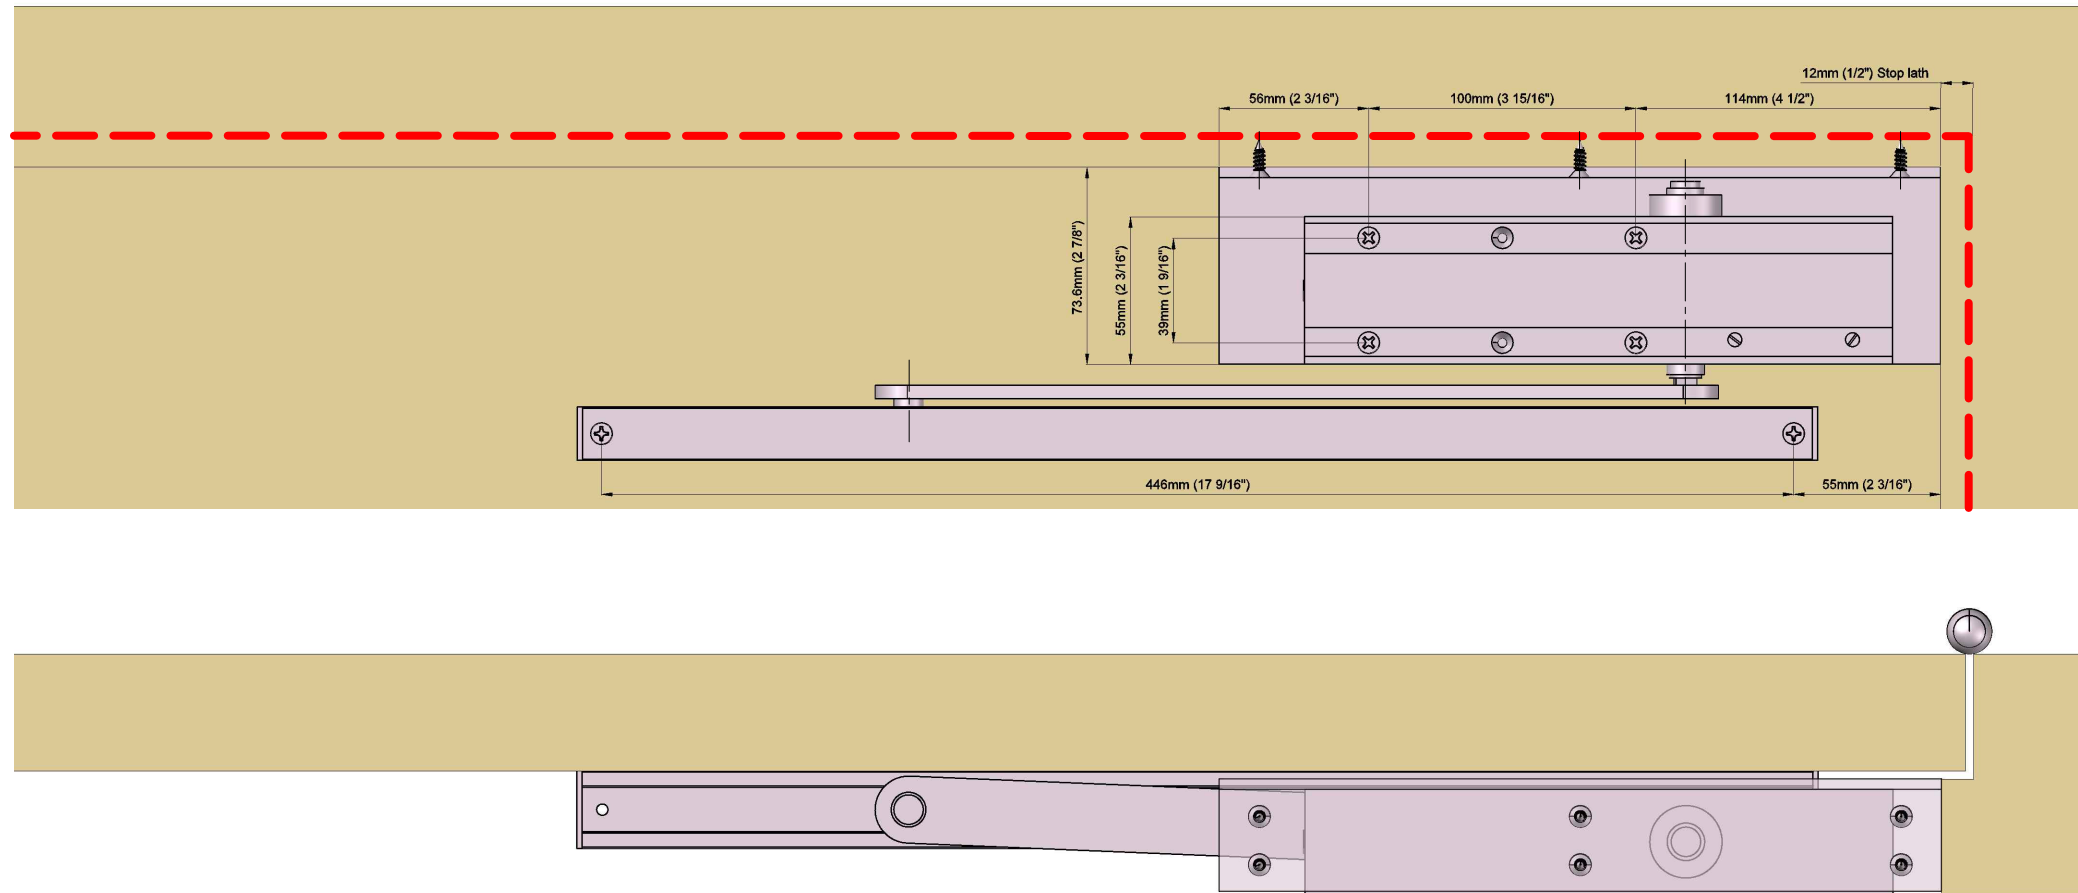 12mm (1/2") Stop lath
56mm (2 3/16")
100mm (3 15/16")
114mm (4 1/2")
73.6mm (2 7/8")
55mm (2 3/16")
39mm (1 9/16")
446mm (17 9/16")
55mm (2 3/16")